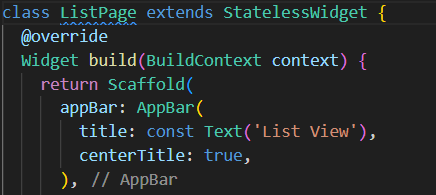 class ListPage extends StatelessWidget {
  @override
  Widget build(BuildContext context) {
    return Scaffold(
      appBar: AppBar(
        title: const Text('List View'),
        centerTitle: true,
      ), // AppBar